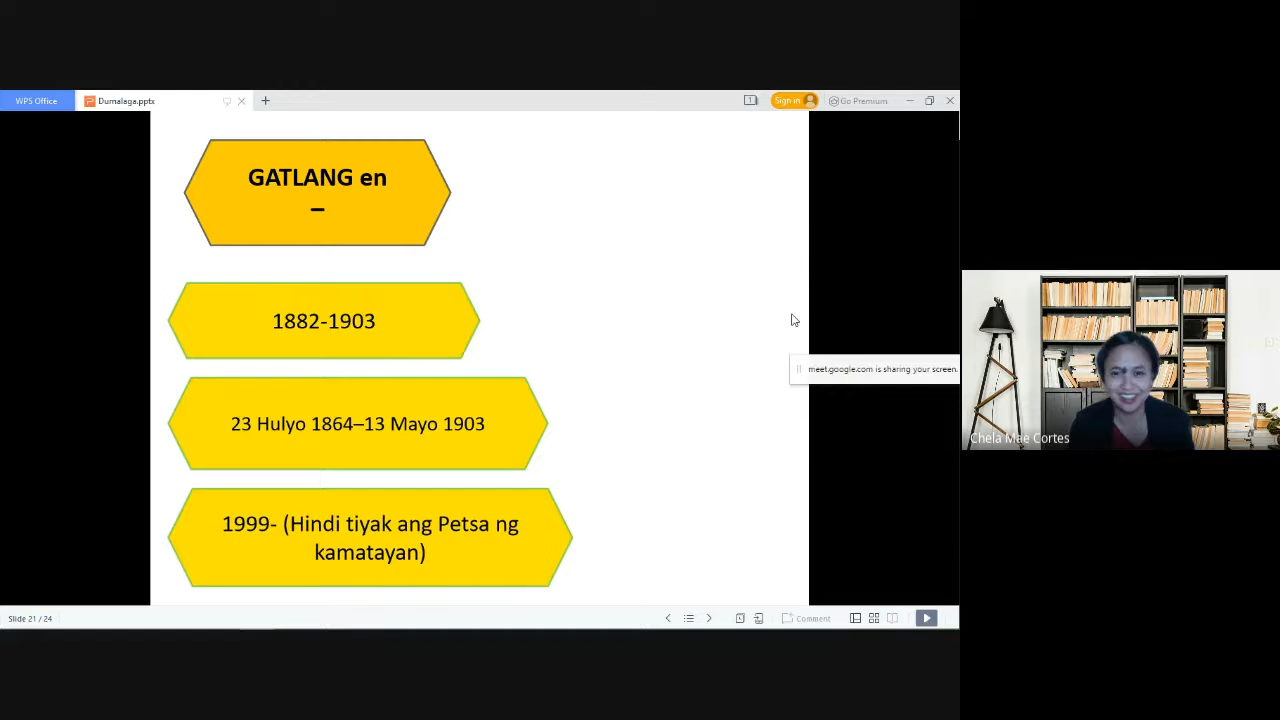 WPS Office
Dumalaga.pptx
1
Sign in
Go Premium
GATLANG en
–
1882-1903
23 Hulyo 1864–13 Mayo 1903
1999- (Hindi tiyak ang Petsa ng
kamatayan)
meet.google.com is sharing your screen.
Chela Mae Cortes
Slide 21 / 24
Comment